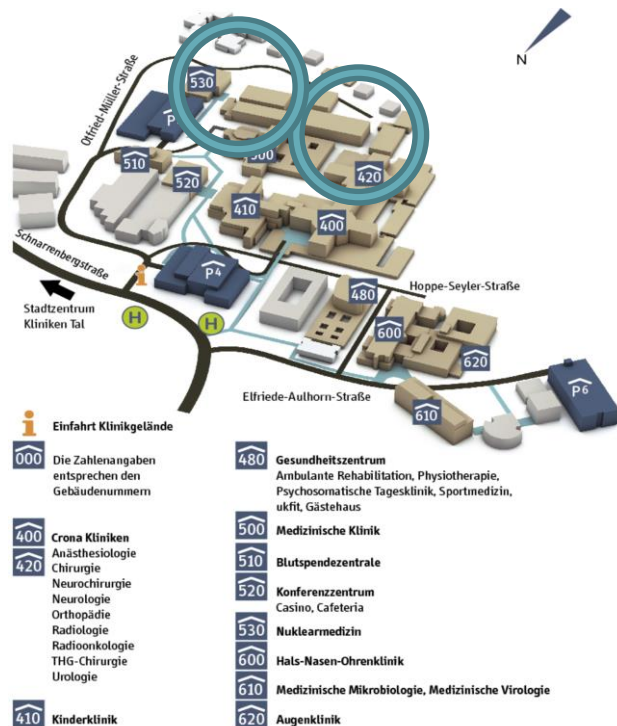 N
Otfried-Müller-Straße
530
P
510
520
500
420
410
400
Schnarrenbergstraße
P4
480
Hoppe-Seyler-Straße
Stadtzentrum
Kliniken Tal
H
H
600
620
P6
Elfriede-Aulhorn-Straße
610
i Einfahrt Klinikgelände
000 Die Zahlenangaben
entsprechen den
Gebäudenummern
400 Crona Kliniken
420 Anästhesiologie
Chirurgie
Neurochirurgie
Neurologie
Orthopädie
Radiologie
Radioonkologie
THG-Chirurgie
Urologie
410 Kinderklinik
480 Gesundheitszentrum
Ambulante Rehabilitation, Physiotherapie,
Psychosomatische Tagesklinik, Sportmedizin,
ukfit, Gästehaus
500 Medizinische Klinik
510 Blutspendezentrale
520 Konferenzzentrum
Casino, Cafeteria
530 Nuklearmedizin
600 Hals-Nasen-Ohrenklinik
610 Medizinische Mikrobiologie, Medizinische Virologie
620 Augenklinik